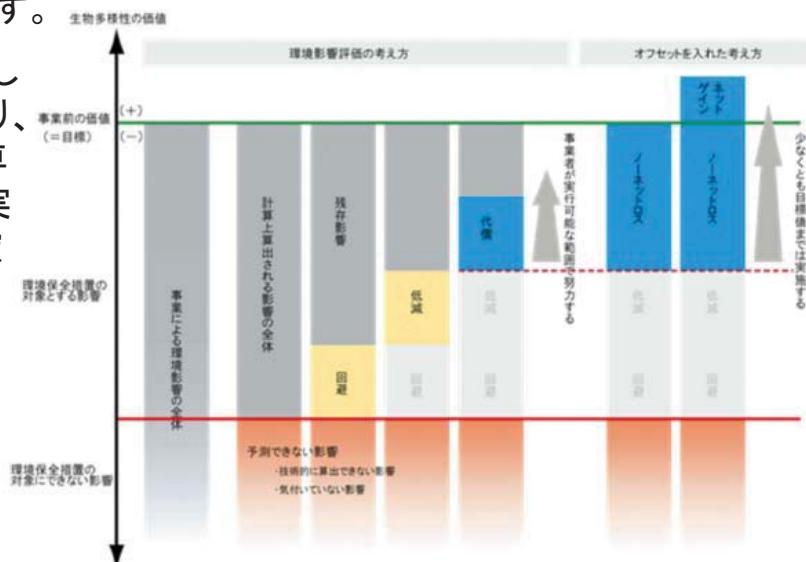 す。
生物多様性の価値
環境影響評価の考え方
オフセットを入れた考え方
し
り、
事業前の価値
(=目標)
(+)
(-)
実
環境保全措置の
対象とする影響
環境保全措置の
対象にできない影響
事業による環境影響の全体
計算上算出される影響の全体
残存影響
回避
低減
回避
代償
低減
回避
事業者が実行可能な範囲で努力する
ノーネットロス
低減
回避
ネット
ゲイン
ノーネットロス
低減
回避
少なくとも目標値までは実施する
予測できない影響
・技術的に算出できない影響
・気付いていない影響